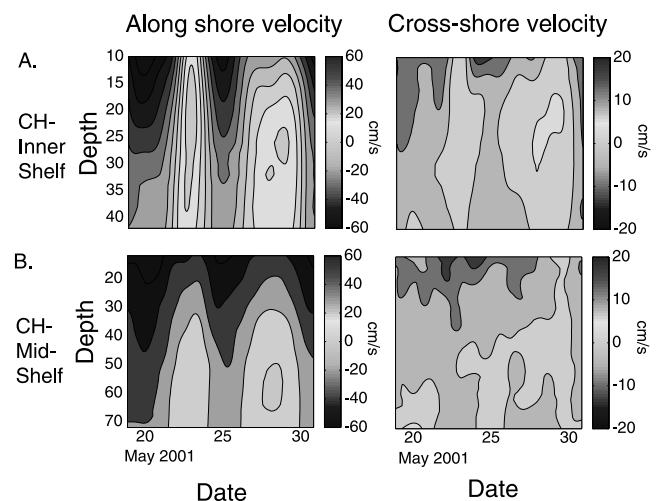 Along shore velocity
Cross-shore velocity
A.
CH-
Inner
Shelf
Depth
10
15
20
25
30
35
40
60
40
20
0
-20
-40
-60
cm/s
20
10
0
-10
-20
cm/s
B.
CH-
Mid-
Shelf
Depth
20
30
40
50
60
70
20
25
30
May 2001
Date
60
40
20
0
-20
-40
-60
cm/s
20
25
30
May 2001
Date
20
10
0
-10
-20
cm/s